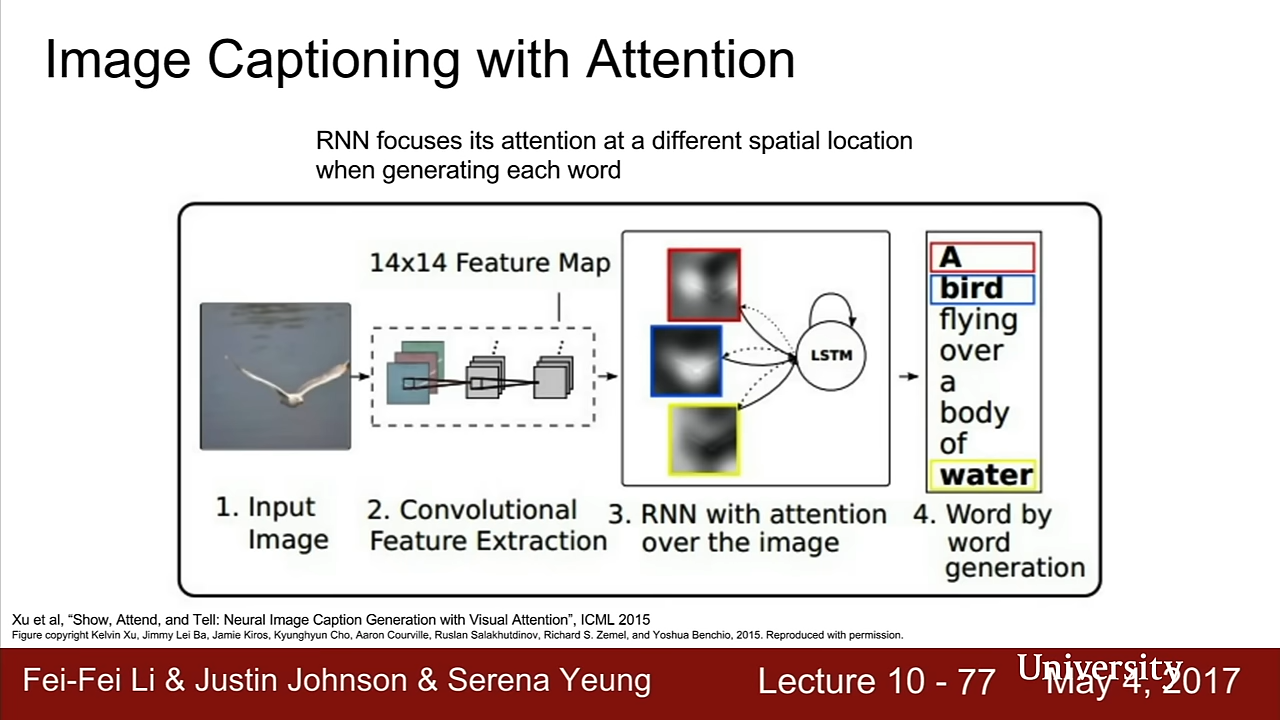 Image Captioning with Attention
RNN focuses its attention at a different spatial location
when generating each word
14x14 Feature Map
LSTM
A
bird
flying
over
a
body
of
water
1. Input
Image
2. Convolutional
Feature Extraction
3. RNN with attention
over the image
4. Word by
word
generation
Xu et al, “Show, Attend, and Tell: Neural Image Caption Generation with Visual Attention”, ICML 2015
Figure copyright Kelvin Xu, Jimmy Lei Ba, Jamie Kiros, Kyunghyun Cho, Aaron Courville, Ruslan Salakhutdinov, Richard S. Zemel, and Yoshua Benchio, 2015. Reproduced with permission.
Fei-Fei Li & Justin Johnson & Serena Yeung
Lecture 10 - 77
University
May 4, 2017